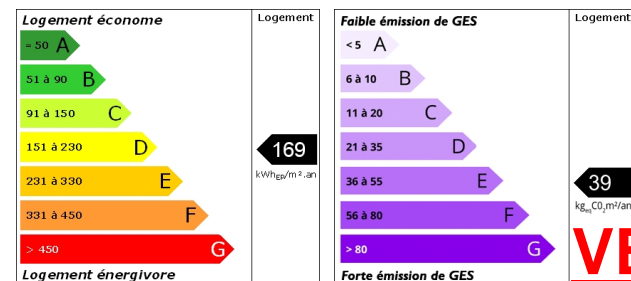 Logement économe
Logement
= 50 A
51 à 90 B
91 à 150 C
151 à 230 D
169
kWhEP/m².an
231 à 330 E
331 à 450 F
> 450 G
Logement énergivore
Faible émission de GES
Logement
< 5 A
6 à 10 B
11 à 20 C
21 à 35 D
36 à 55 E
39
kgeqCO2m²/an
56 à 80 F
> 80 G
Forte émission de GES